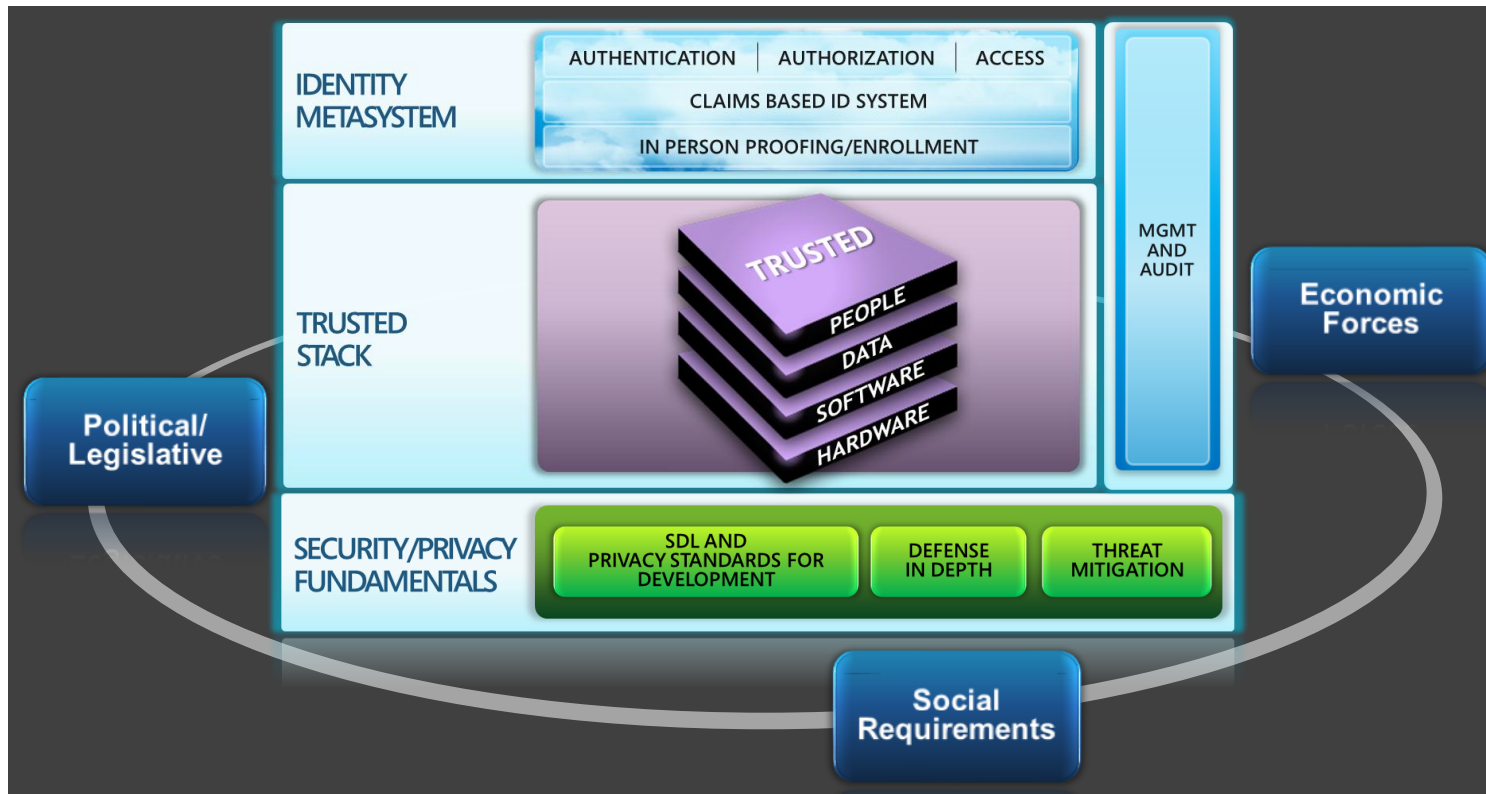 IDENTITY
METASYSTEM
AUTHENTICATION
AUTHORIZATION
ACCESS
CLAIMS BASED ID SYSTEM
IN PERSON PROOFING/ENROLLMENT
MGMT
AND
AUDIT
TRUSTED
STACK
TRUSTED
PEOPLE
DATA
SOFTWARE
HARDWARE
Economic
Forces
Political/
Legislative
SECURITY/PRIVACY
FUNDAMENTALS
SDL AND
PRIVACY STANDARDS FOR
DEVELOPMENT
DEFENSE
IN DEPTH
THREAT
MITIGATION
Social
Requirements